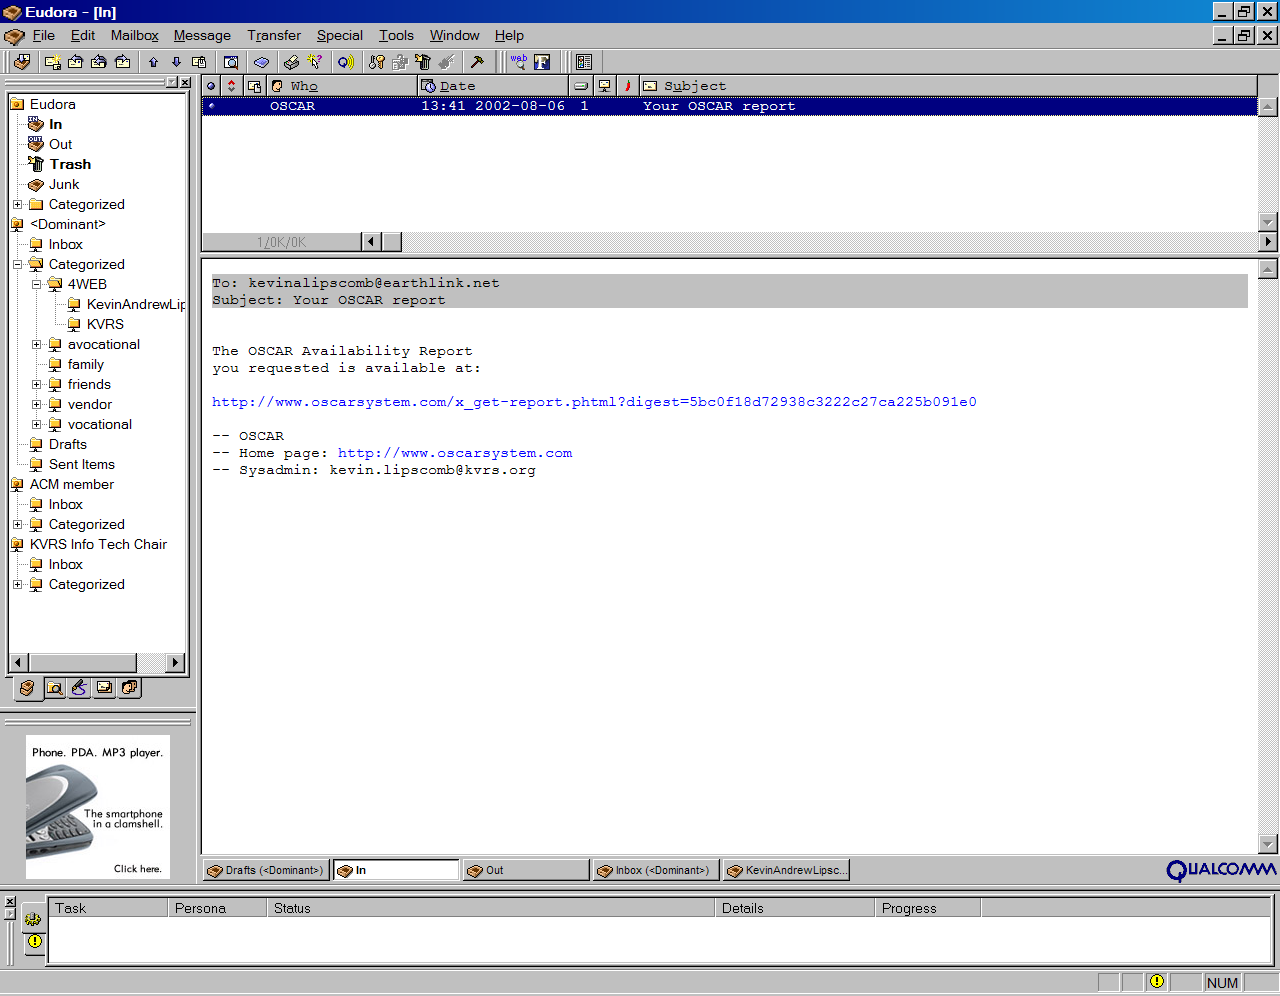 Eudora - [In]
File Edit Mailbox Message Transfer Special Tools Window Help
Eudora
In
Out
Trash
Junk
Categorized
<Dominant>
Inbox
Categorized
4WEB
KevinAndrewLip
KVRS
avocational
family
friends
vendor
vocational
Drafts
Sent Items
ACM member
Inbox
Categorized
KVRS Info Tech Chair
Inbox
Categorized
Phone. PDA. MP3 player.
The smartphone
in a clamshell.
Click here.
Who Date Subject
OSCAR 13:41 2002-08-06 1 Your OSCAR report
1/0K/0K
To: kevinalipscomb@earthlink.net
Subject: Your OSCAR report
The OSCAR Availability Report
you requested is available at:
http://www.oscarsystem.com/x_get-report.phtml?digest=5bc0f18d72938c3222c27ca225b091e0
-- OSCAR
-- Home page: http://www.oscarsystem.com
-- Sysadmin: kevin.lipscomb@kvrs.org
Drafts (<Dominant>) In Out Inbox (<Dominant>) KevinAndrewLipsc...
QUALCOMM
Task Persona Status Details Progress
NUM